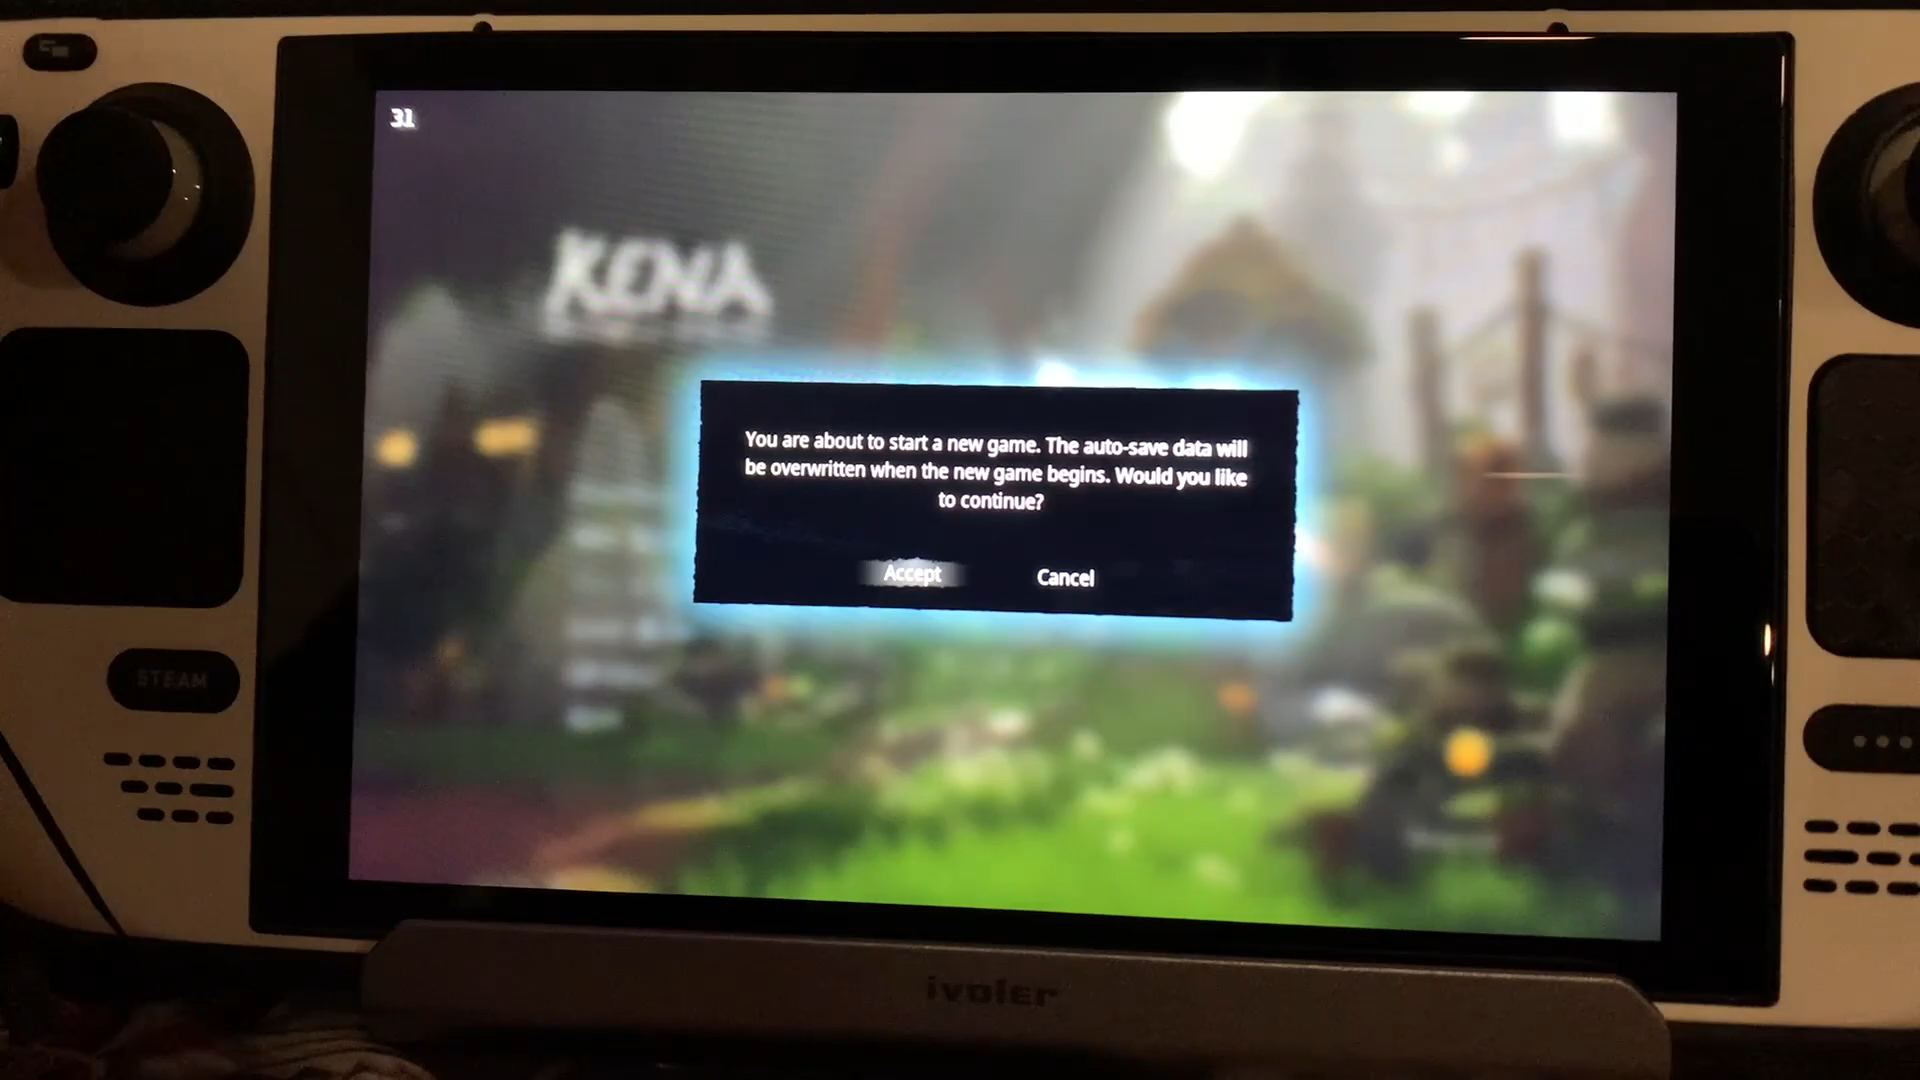 31
KENA
You are about to start a new game. The auto-save data will
be overwritten when the new game begins. Would you like
to continue?
Accept
Cancel
STEAM
ivoler